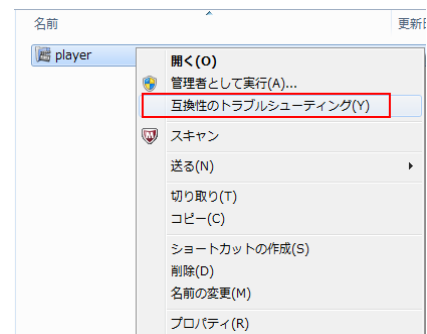 名前
更新日
player
開く(O)
管理者として実行(A)...
互換性のトラブルシューティング(Y)
スキャン
送る(N)
切り取り(T)
コピー(C)
ショートカットの作成(S)
削除(D)
名前の変更(M)
プロパティ(R)